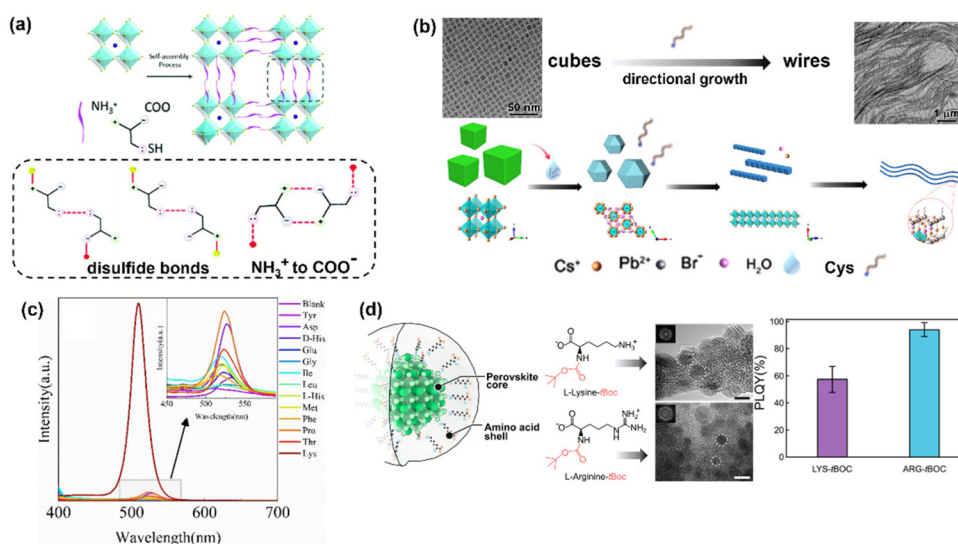 (a)
Self-assembly
Process
NH₃⁺
COO
SH
disulfide bonds
NH₃⁺ to COO⁻
(b)
cubes
directional growth
wires
50 nm
1 μm
Cs⁺
Pb²⁺
Br⁻
H₂O
Cys
(c)
Intensity(a.u.)
Wavelength(nm)
400
500
600
700
Intensity(a.u.)
450
500
550
Wavelength(nm)
Blank
Tyr
Asp
D-His
Glu
Gly
Ile
Leu
L-His
Met
Phe
Pro
Thr
Lys
(d)
Perovskite
core
Amino acid
shell
L-Lysine-tBoc
L-Arginine-tBoc
PLQY(%)
100
80
60
40
20
0
LYS-tBOC
ARG-tBOC